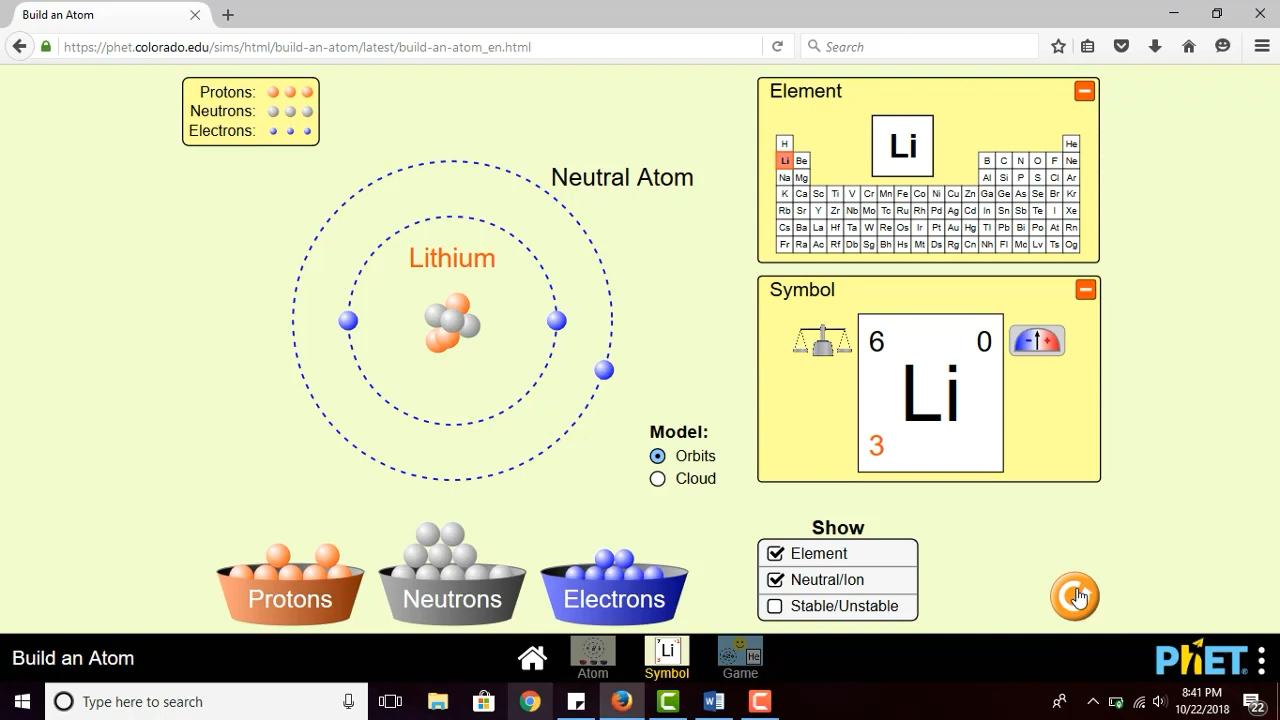 Build an Atom
https://phet.colorado.edu/sims/html/build-an-atom/latest/build-an-atom_en.html
Search
Protons:
Neutrons:
Electrons:
Neutral Atom
Lithium
Element
Li
H He
Li Be B C N O F Ne
Na Mg Al Si P S Cl Ar
K Ca Sc Ti V Cr Mn Fe Co Ni Cu Zn Ga Ge As Se Br Kr
Rb Sr Y Zr Nb Mo Tc Ru Rh Pd Ag Cd In Sn Sb Te I Xe
Cs Ba La Hf Ta W Re Os Ir Pt Au Hg Tl Pb Bi Po At Rn
Fr Ra Ac Rf Db Sg Bh Hs Mt Ds Rg Cn Nh Fl Mc Lv Ts Og
Symbol
6 0
Li
3
- +
Model:
Orbits
Cloud
Protons
Neutrons
Electrons
Show
Element
Neutral/Ion
Stable/Unstable
Build an Atom
Atom
Li
Symbol
He
Game
PhET
Type here to search
8:41 PM
10/22/2018
22